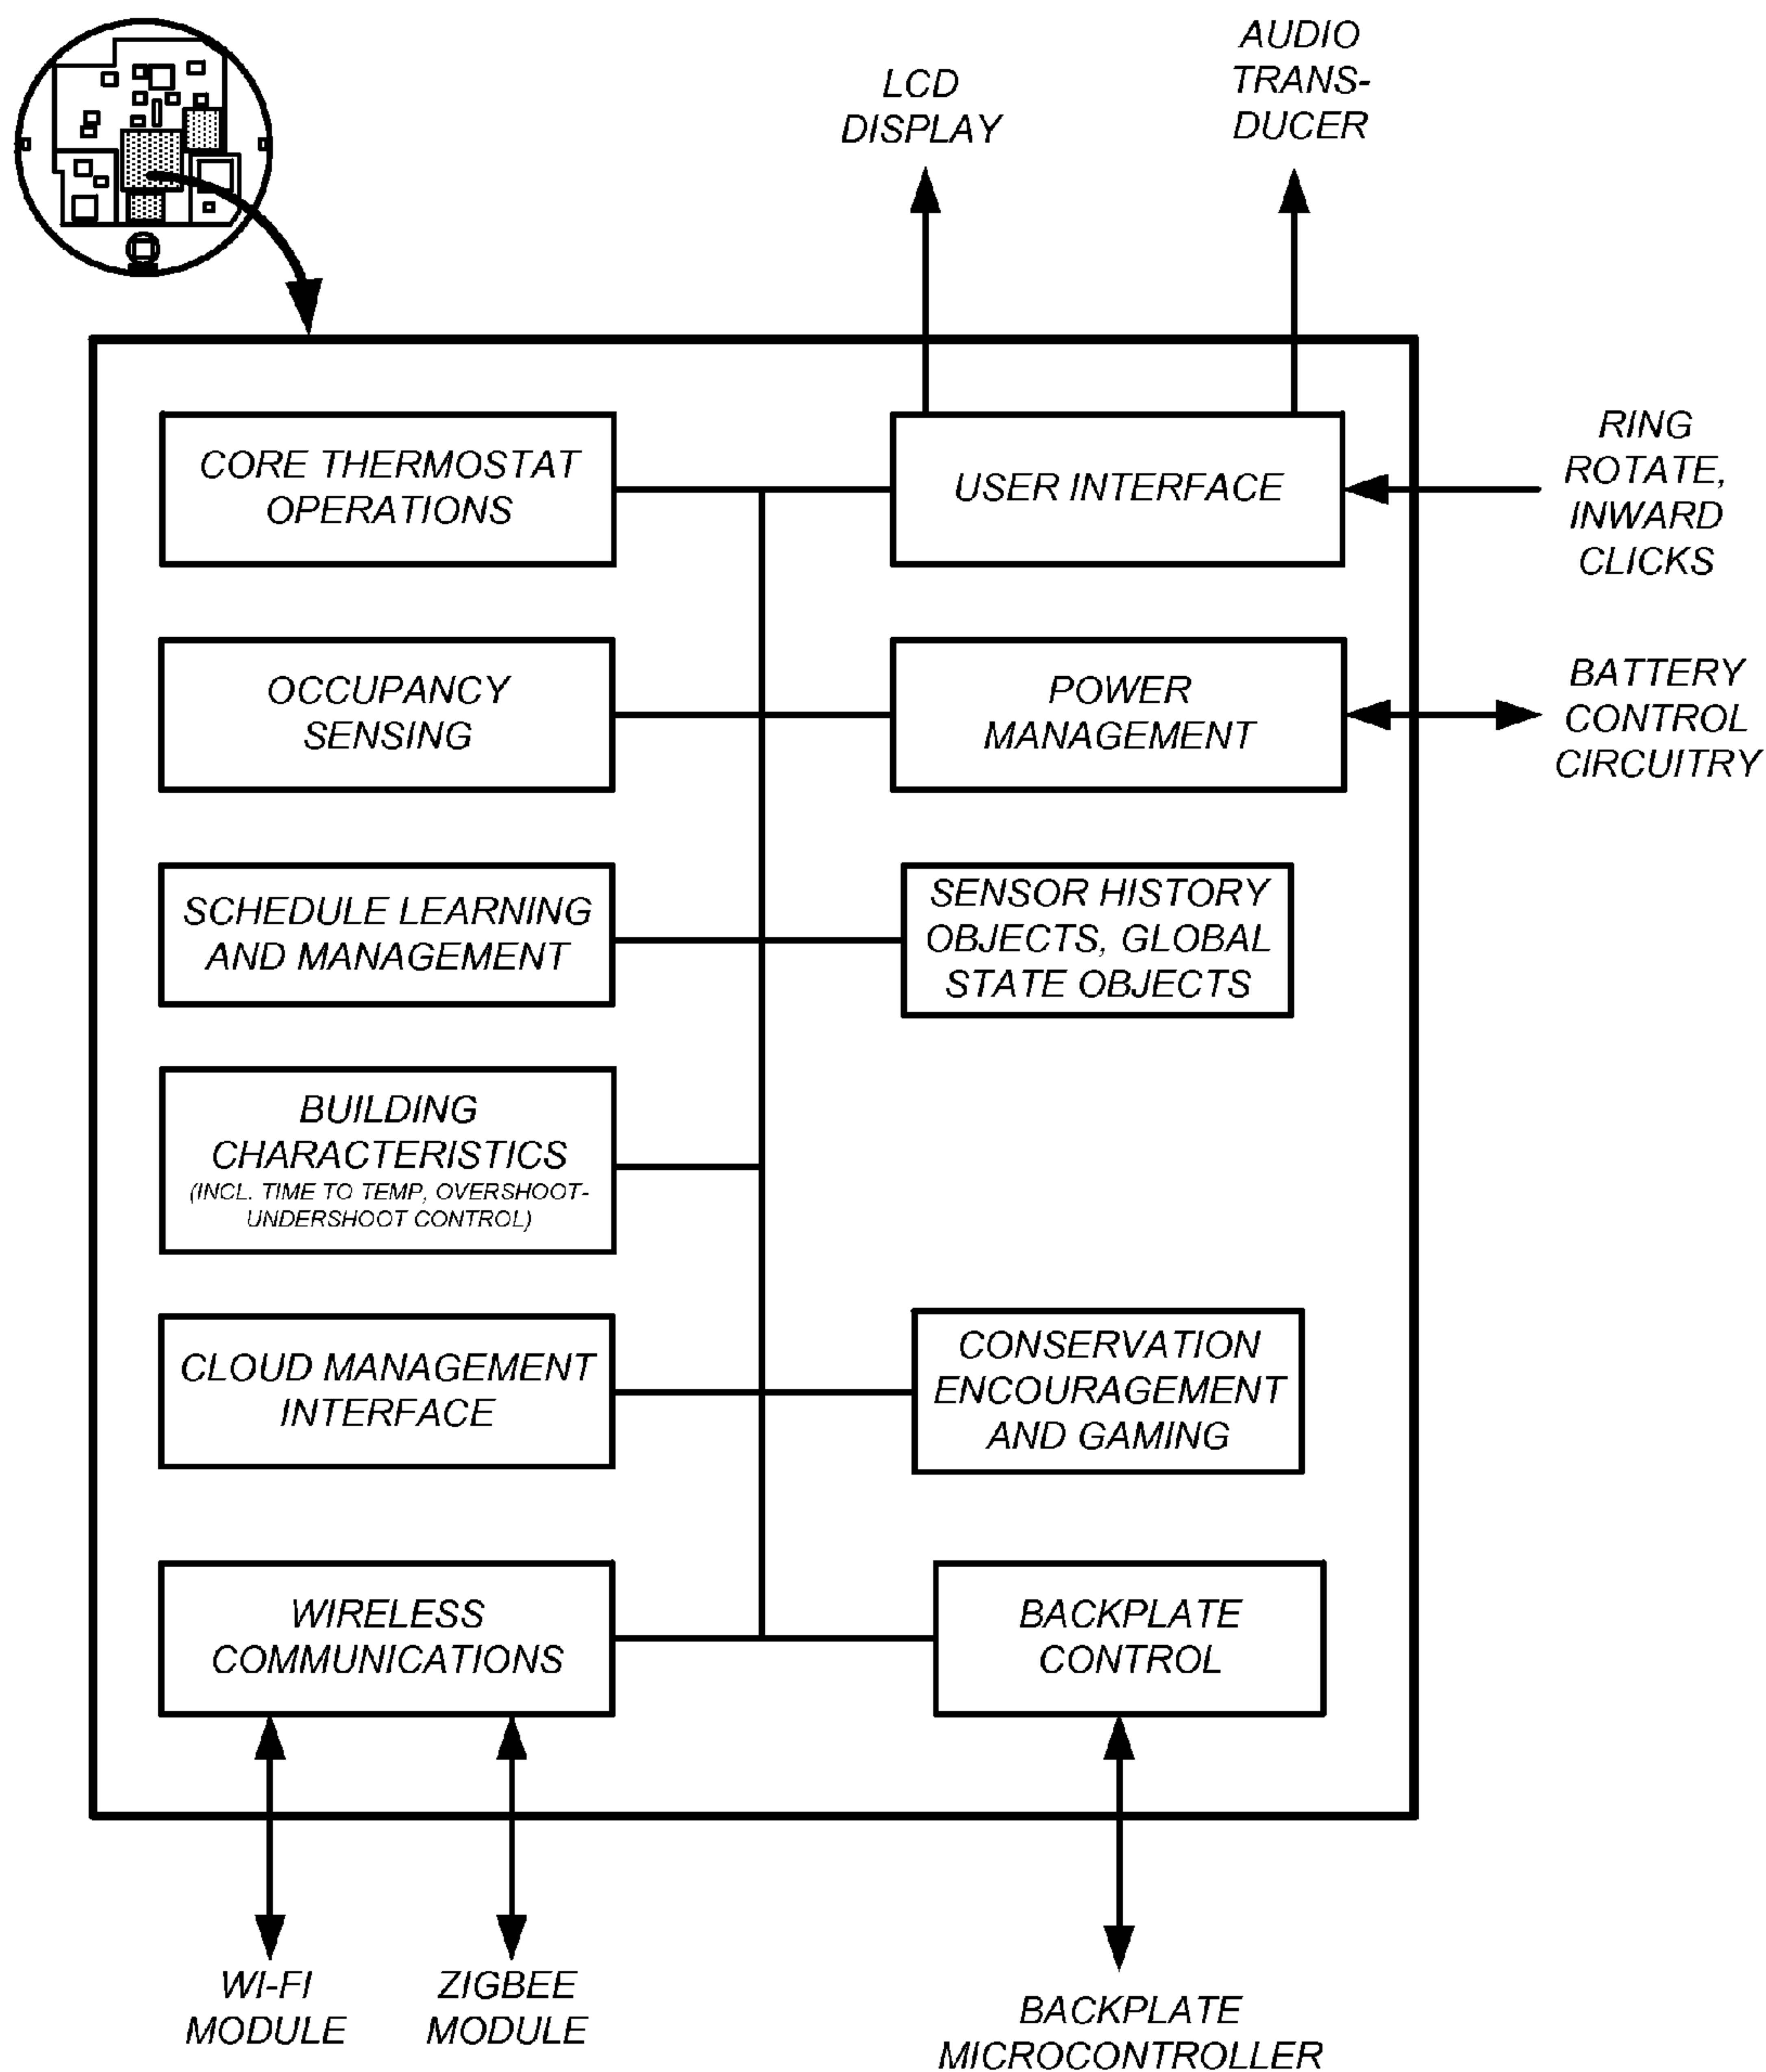 LCD
DISPLAY
AUDIO
TRANS-
DUCER
CORE THERMOSTAT
OPERATIONS
USER INTERFACE
RING
ROTATE,
INWARD
CLICKS
OCCUPANCY
SENSING
POWER
MANAGEMENT
BATTERY
CONTROL
CIRCUITRY
SCHEDULE LEARNING
AND MANAGEMENT
SENSOR HISTORY
OBJECTS, GLOBAL
STATE OBJECTS
BUILDING
CHARACTERISTICS
(INCL. TIME TO TEMP, OVERSHOOT-
UNDERSHOOT CONTROL)
CLOUD MANAGEMENT
INTERFACE
CONSERVATION
ENCOURAGEMENT
AND GAMING
WIRELESS
COMMUNICATIONS
BACKPLATE
CONTROL
WI-FI
MODULE
ZIGBEE
MODULE
BACKPLATE
MICROCONTROLLER